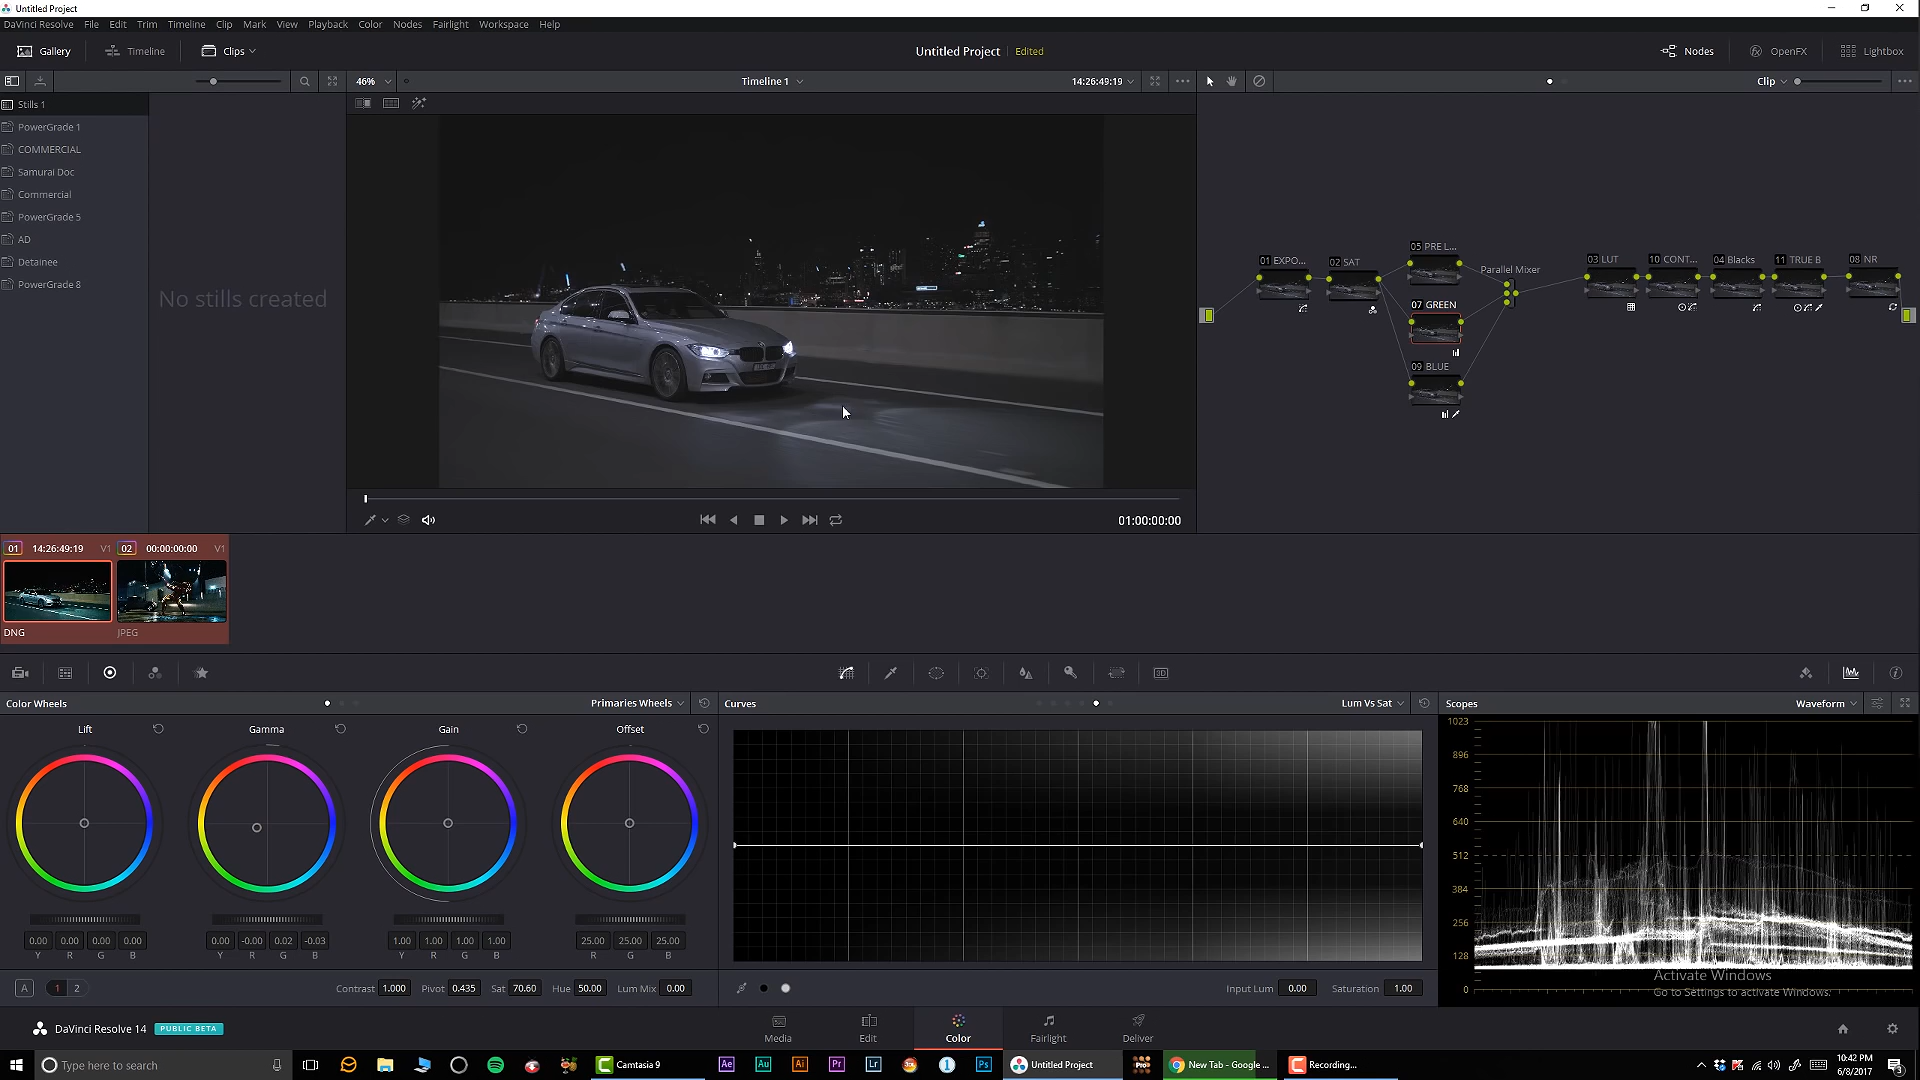 Untitled Project
DaVinci Resolve File Edit Trim Timeline Clip Mark View Playback Color Nodes Fairlight Workspace Help
Gallery Timeline Clips Untitled Project Edited Nodes OpenFX Lightbox
46% Timeline 1 14:26:49:19 Clip
Stills 1
PowerGrade 1
COMMERCIAL
Samurai Doc
Commercial
PowerGrade 5
AD
Detainee
PowerGrade 8
No stills created
05 PRE L...
01 EXPO... 02 SAT Parallel Mixer 03 LUT 10 CONT... 04 Blacks 11 TRUE B 08 NR
07 GREEN
09 BLUE
01:00:00:00
01 14:26:49:19 V1 02 00:00:00:00 V1
DNG JPEG
Color Wheels Primaries Wheels Curves Lum Vs Sat Scopes Waveform
Lift Gamma Gain Offset
1023
896
768
640
512
384
256
128
0
0.00 0.00 0.00 0.00 0.00 -0.00 0.02 -0.03 1.00 1.00 1.00 1.00 25.00 25.00 25.00
Y R G B Y R G B Y R G B R G B
Activate Windows
Go to Settings to activate Windows.
A 1 2 Contrast 1.000 Pivot 0.435 Sat 70.60 Hue 50.00 Lum Mix 0.00 Input Lum 0.00 Saturation 1.00
DaVinci Resolve 14 PUBLIC BETA Media Edit Color Fairlight Deliver
Type here to search Camtasia 9 Ae Au Ai Pr Lr Ps Untitled Project New Tab - Google ... Recording... 10:42 PM
6/8/2017